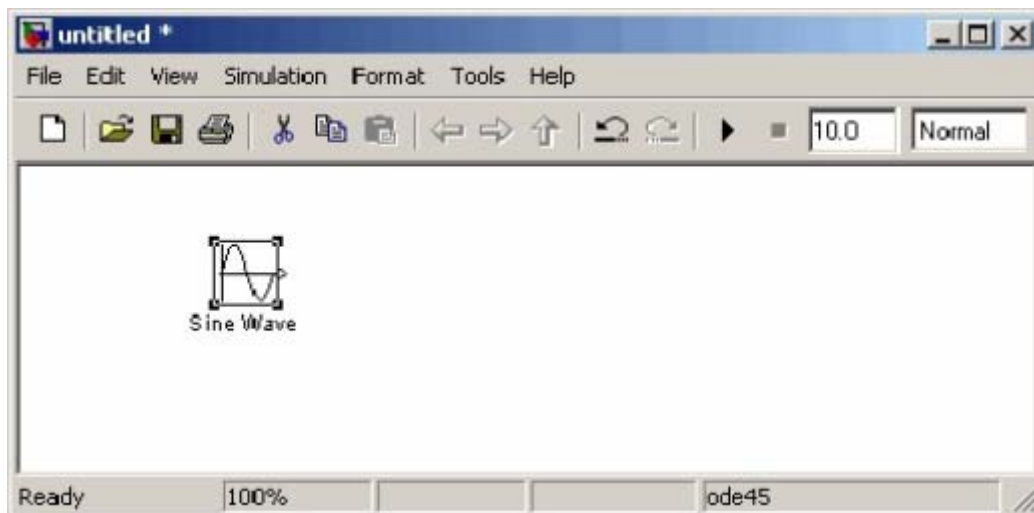 untitled *
File Edit View Simulation Format Tools Help
10.0 Normal
Sine Wave
Ready 100% ode45